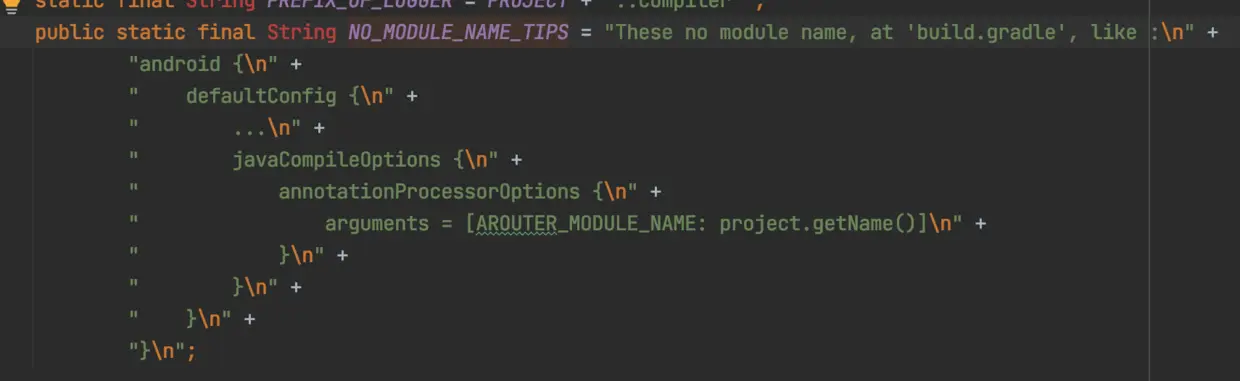 static final String PREFIX_OF_LOGGER = PROJECT + "::Compiler ";
public static final String NO_MODULE_NAME_TIPS = "These no module name, at 'build.gradle', like :\n" +
"android {\n" +
"    defaultConfig {\n" +
"        ...\n" +
"        javaCompileOptions {\n" +
"            annotationProcessorOptions {\n" +
"                arguments = [AROUTER_MODULE_NAME: project.getName()]\n" +
"            }\n" +
"        }\n" +
"    }\n" +
"}\n";